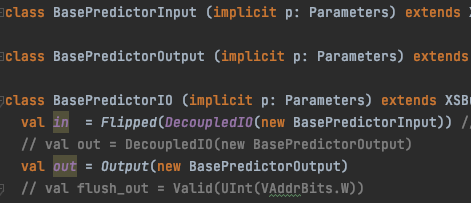 class BasePredictorInput (implicit p: Parameters) extends
class BasePredictorOutput (implicit p: Parameters) extends
class BasePredictorIO (implicit p: Parameters) extends XSBu
val in = Flipped(DecoupledIO(new BasePredictorInput)) //
// val out = DecoupledIO(new BasePredictorOutput)
val out = Output(new BasePredictorOutput)
// val flush_out = Valid(UInt(VAddrBits.W))